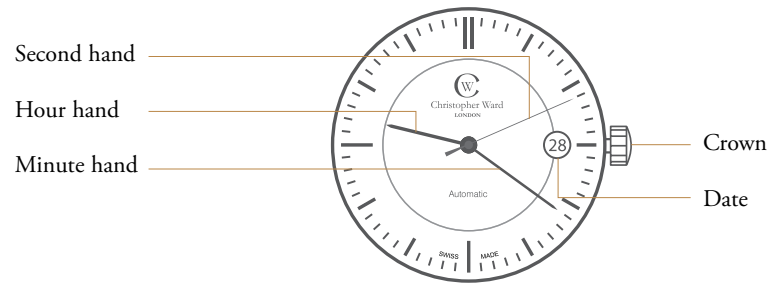 Second hand
Hour hand
Minute hand
CW
Christopher Ward
LONDON
28
Automatic
SWISS MADE
Crown
Date